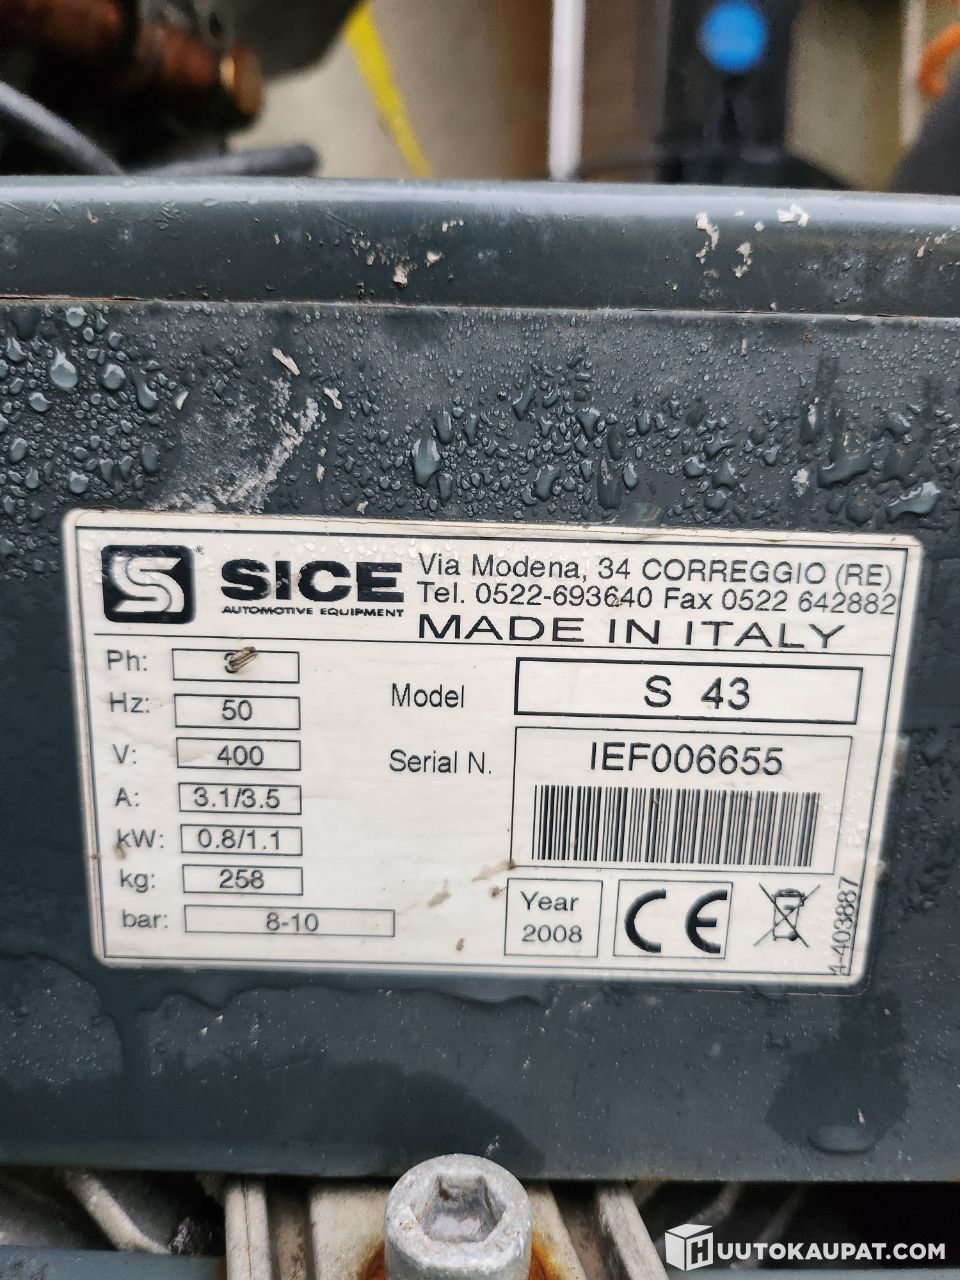 SICE
AUTOMOTIVE EQUIPMENT
Via Modena, 34 CORREGGIO (RE)
Tel. 0522-693640 Fax 0522 642882
MADE IN ITALY
Ph:
Hz: 50
V: 400
A: 3.1/3.5
kW: 0.8/1.1
kg: 258
bar: 8-10
Model S 43
Serial N. IEF006655
Year
2008
CE
4-403887
HUUTOKAUPAT.COM